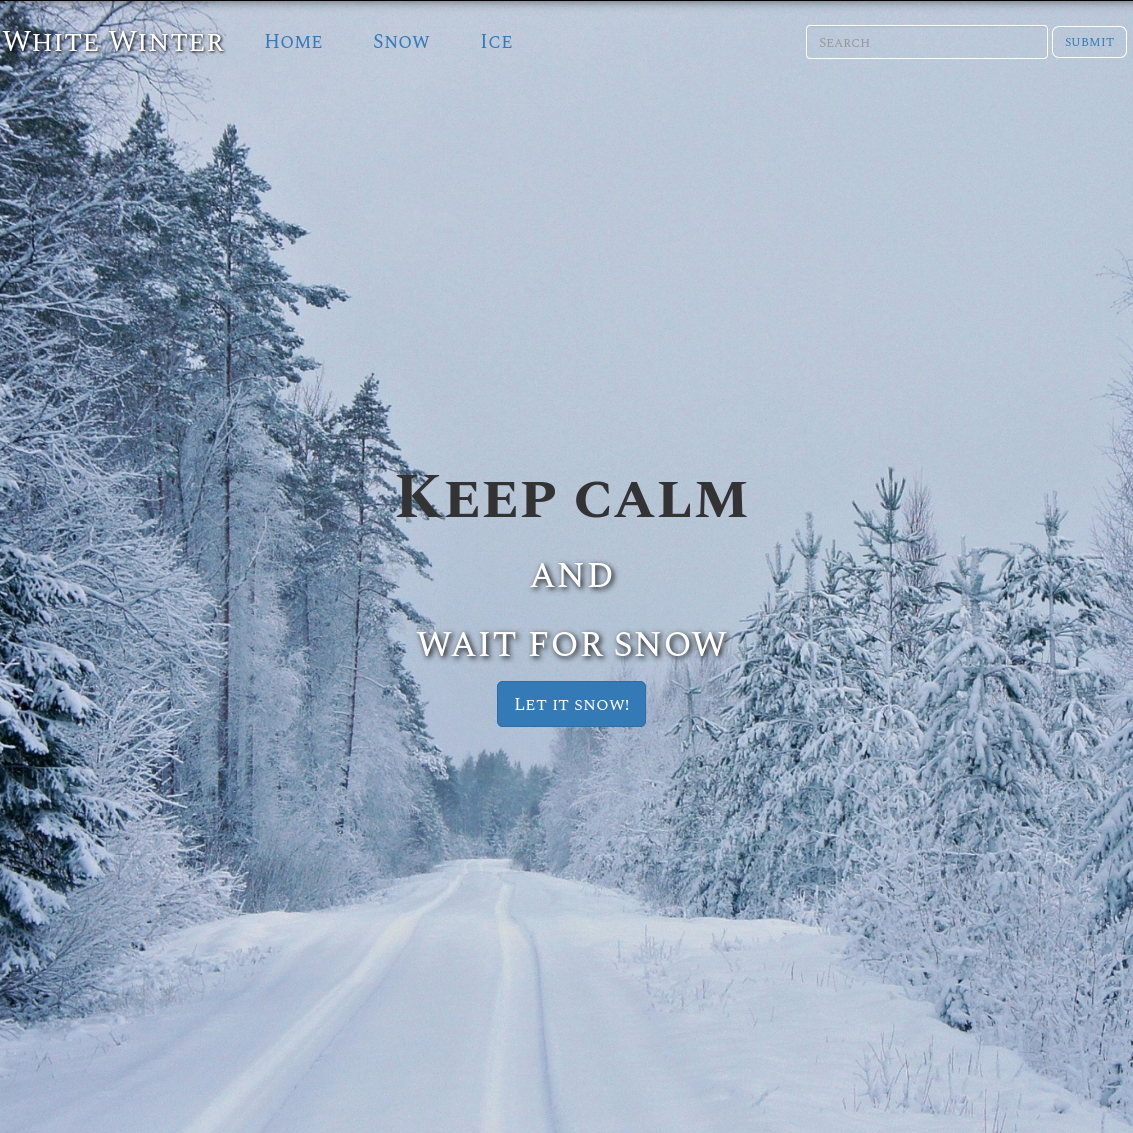 White Winter
Home
Snow
Ice
Search
submit
Keep calm
and
wait for snow
Let it snow!